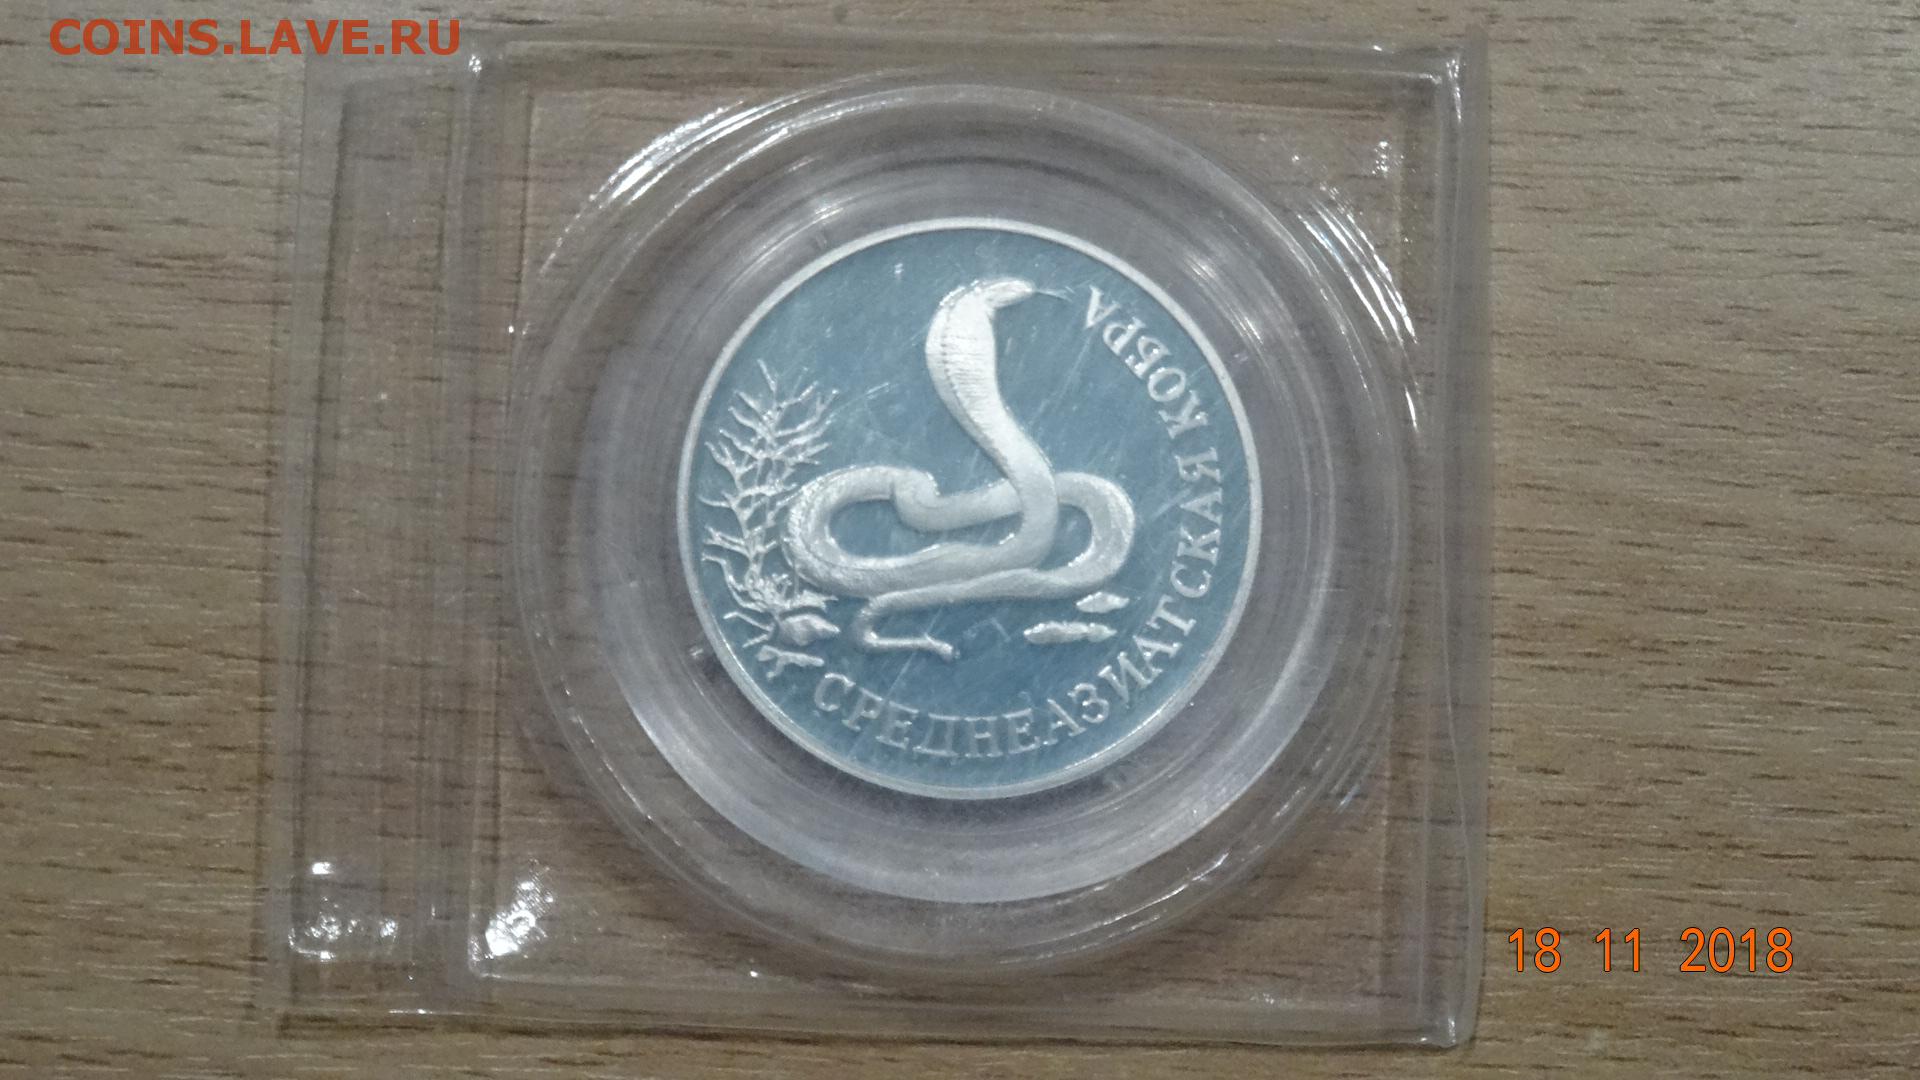 COINS.LAVE.RU
СРЕДНЕАЗИАТСКАЯ КОБРА
18 11 2018